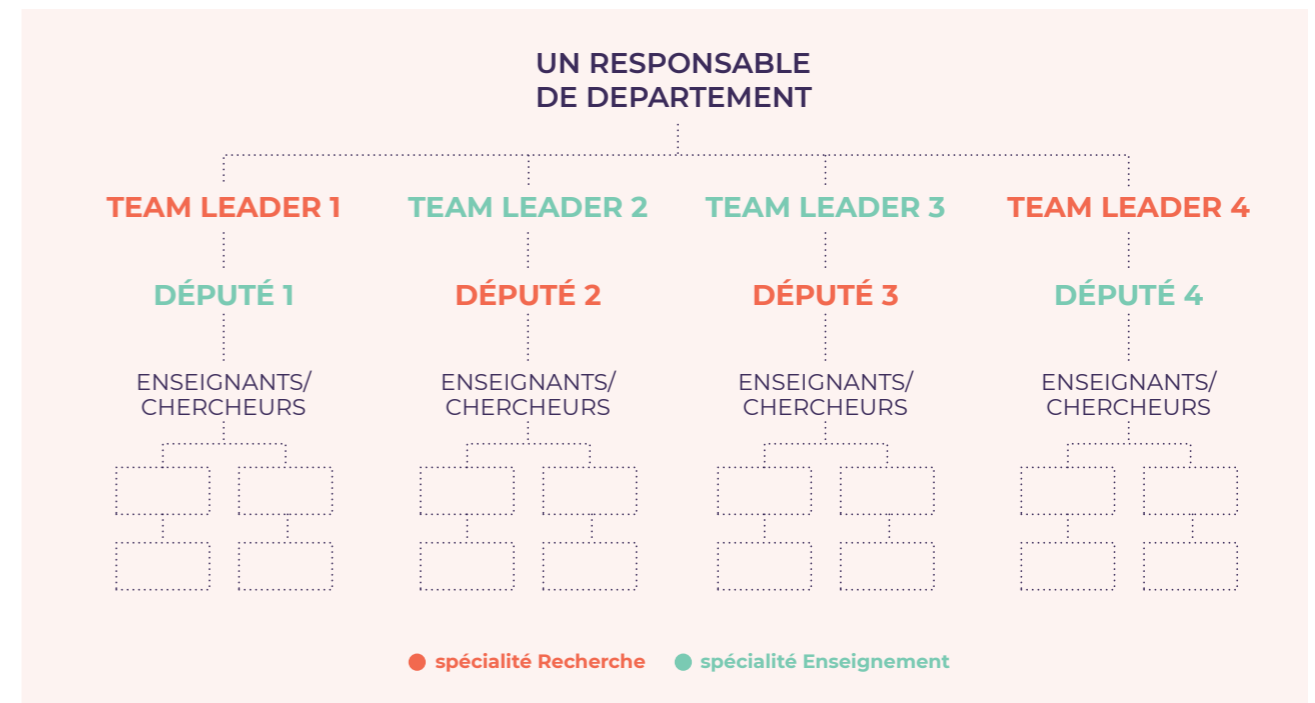 UN RESPONSABLE
DE DEPARTEMENT
TEAM LEADER 1
TEAM LEADER 2
TEAM LEADER 3
TEAM LEADER 4
DÉPUTÉ 1
DÉPUTÉ 2
DÉPUTÉ 3
DÉPUTÉ 4
ENSEIGNANTS/
CHERCHEURS
ENSEIGNANTS/
CHERCHEURS
ENSEIGNANTS/
CHERCHEURS
ENSEIGNANTS/
CHERCHEURS
spécialité Recherche
spécialité Enseignement